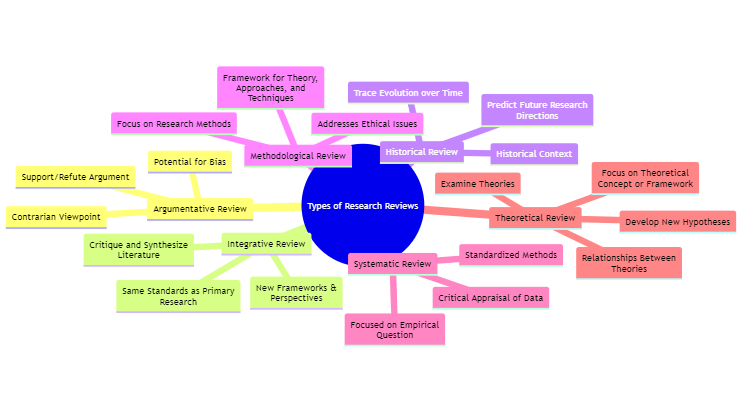 Framework for Theory,
Approaches, and
Techniques
Trace Evolution over Time
Predict Future Research
Directions
Focus on Research Methods
Addresses Ethical Issues
Methodological Review
Historical Review
Historical Context
Potential for Bias
Support/Refute Argument
Contrarian Viewpoint
Argumentative Review
Types of Research Reviews
Examine Theories
Focus on Theoretical
Concept or Framework
Theoretical Review
Develop New Hypotheses
Relationships Between
Theories
Critique and Synthesize
Literature
Integrative Review
Same Standards as Primary
Research
New Frameworks &
Perspectives
Systematic Review
Standardized Methods
Critical Appraisal of Data
Focused on Empirical
Question